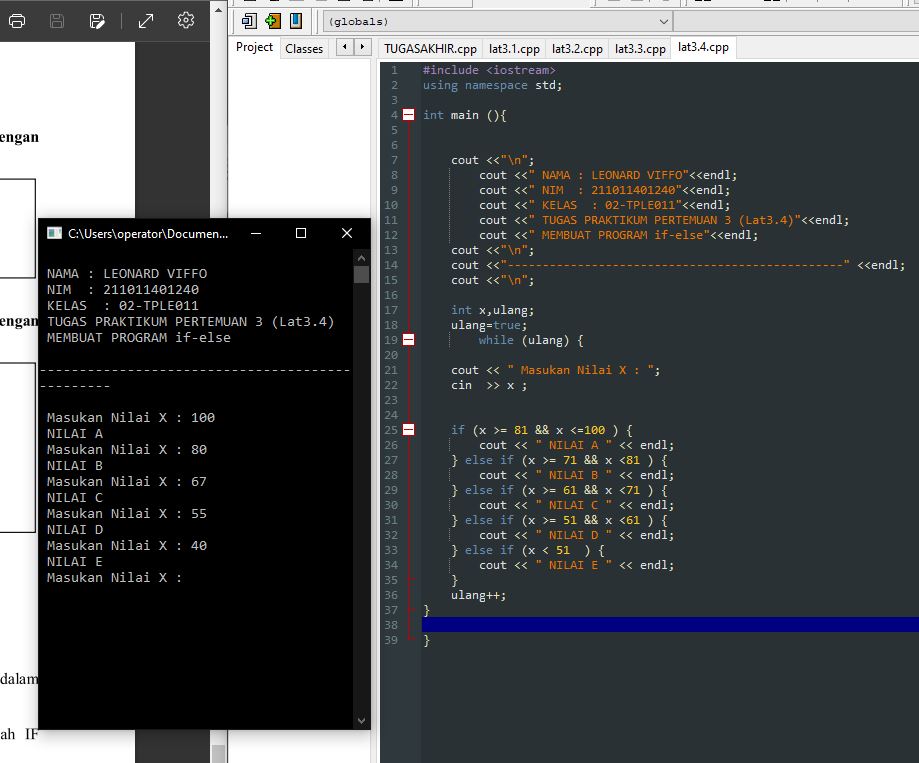 (globals)
Project Classes
TUGASAKHIR.cpp lat3.1.cpp lat3.2.cpp lat3.3.cpp lat3.4.cpp
engan
engan
dalam
ah IF
C:\Users\operator\Documen...
NAMA : LEONARD VIFFO
NIM  : 211011401240
KELAS  : 02-TPLE011
TUGAS PRAKTIKUM PERTEMUAN 3 (Lat3.4)
MEMBUAT PROGRAM if-else
---------------------------------------
---------
Masukan Nilai X : 100
NILAI A
Masukan Nilai X : 80
NILAI B
Masukan Nilai X : 67
NILAI C
Masukan Nilai X : 55
NILAI D
Masukan Nilai X : 40
NILAI E
Masukan Nilai X :
1 #include <iostream>
2 using namespace std;
3
4 int main (){
5
6
7 cout <<"\n";
8 cout <<" NAMA : LEONARD VIFFO"<<endl;
9 cout <<" NIM  : 211011401240"<<endl;
10 cout <<" KELAS  : 02-TPLE011"<<endl;
11 cout <<" TUGAS PRAKTIKUM PERTEMUAN 3 (Lat3.4)"<<endl;
12 cout <<" MEMBUAT PROGRAM if-else"<<endl;
13 cout <<"\n";
14 cout <<"------------------------------------------------" <<endl;
15 cout <<"\n";
16
17 int x,ulang;
18 ulang=true;
19 while (ulang) {
20
21 cout << " Masukan Nilai X : ";
22 cin  >> x ;
23
24
25 if (x >= 81 && x <=100 ) {
26 cout << " NILAI A " << endl;
27 } else if (x >= 71 && x <81 ) {
28 cout << " NILAI B " << endl;
29 } else if (x >= 61 && x <71 ) {
30 cout << " NILAI C " << endl;
31 } else if (x >= 51 && x <61 ) {
32 cout << " NILAI D " << endl;
33 } else if (x < 51  ) {
34 cout << " NILAI E " << endl;
35 }
36 ulang++;
37 }
38
39 }